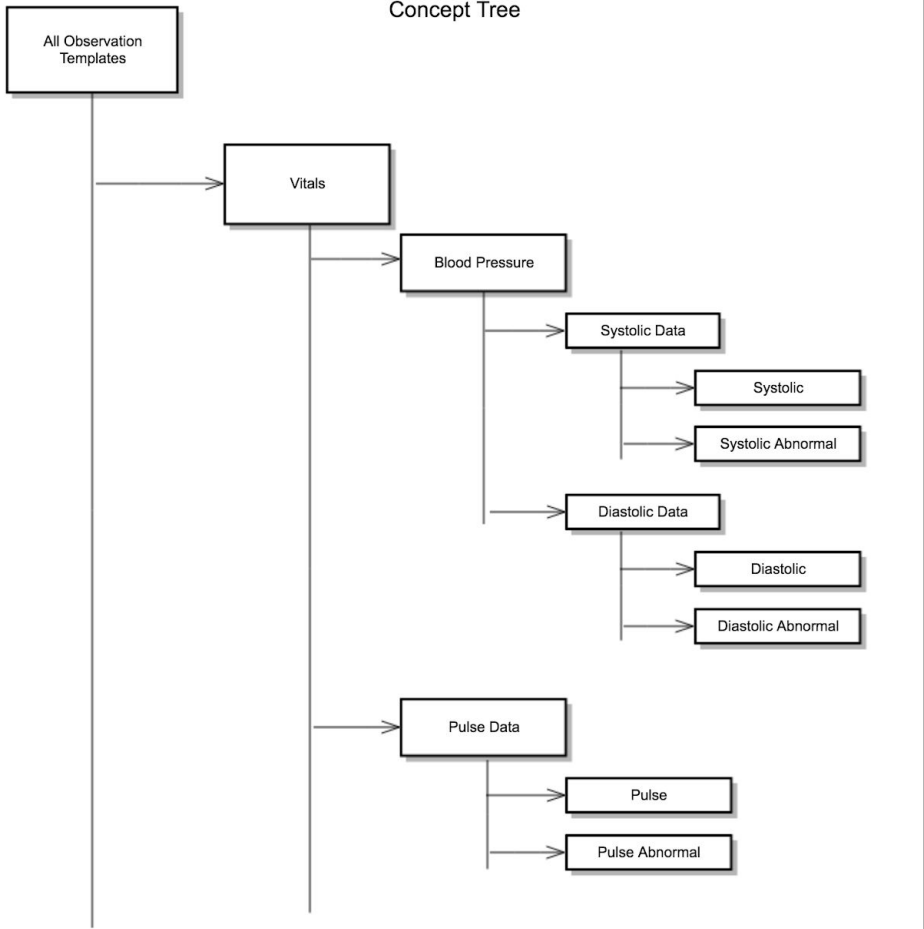 Concept Tree
All Observation
Templates
Vitals
Blood Pressure
Systolic Data
Systolic
Systolic Abnormal
Diastolic Data
Diastolic
Diastolic Abnormal
Pulse Data
Pulse
Pulse Abnormal